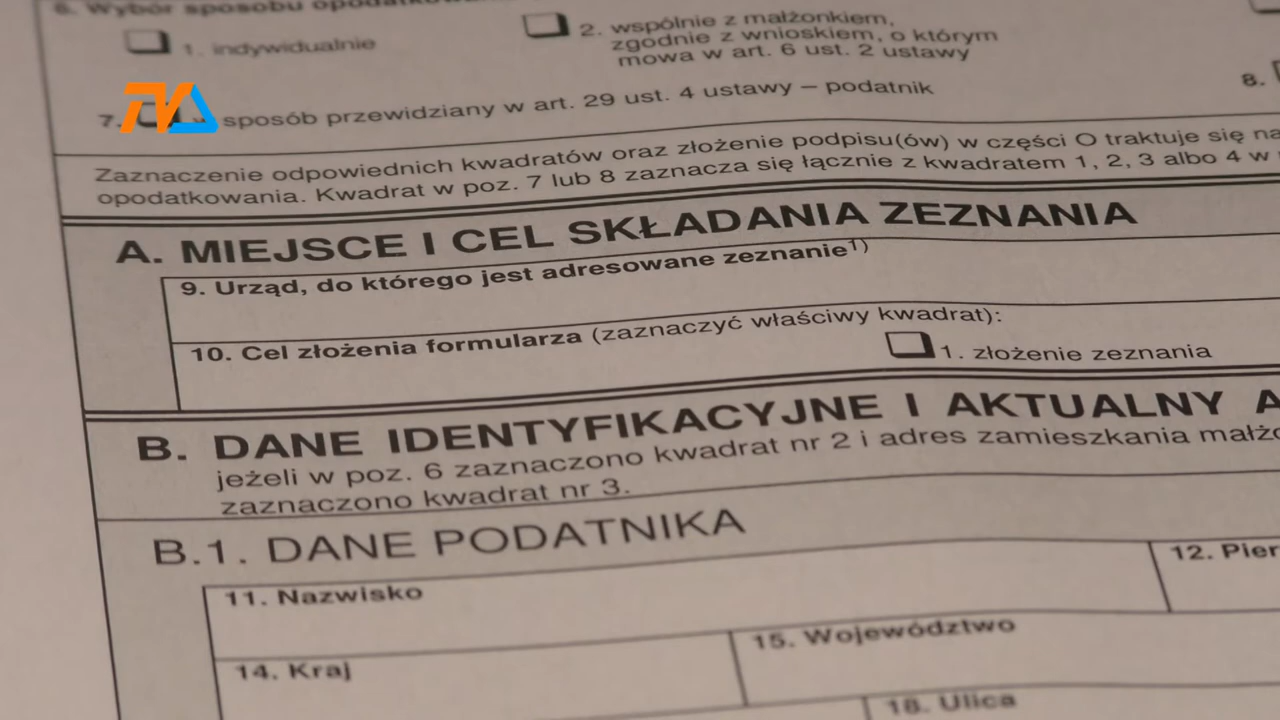 6. Wybór sposobu
1. indywidualnie
2. wspólnie z małżonkiem,
zgodnie z wnioskiem, o którym
mowa w art. 6 ust. 2 ustawy
TVA
7. w sposób przewidziany w art. 29 ust. 4 ustawy – podatnik
8.
Zaznaczenie odpowiednich kwadratów oraz złożenie podpisu(ów) w części O traktuje się na
opodatkowania. Kwadrat w poz. 7 lub 8 zaznacza się łącznie z kwadratem 1, 2, 3 albo 4 w
A. MIEJSCE I CEL SKŁADANIA ZEZNANIA
9. Urząd, do którego jest adresowane zeznanie1)
10. Cel złożenia formularza (zaznaczyć właściwy kwadrat):
1. złożenie zeznania
B. DANE IDENTYFIKACYJNE I AKTUALNY A
jeżeli w poz. 6 zaznaczono kwadrat nr 2 i adres zamieszkania małżo
zaznaczono kwadrat nr 3.
B.1. DANE PODATNIKA
11. Nazwisko
12. Pier
14. Kraj
15. Województwo
18. Ulica